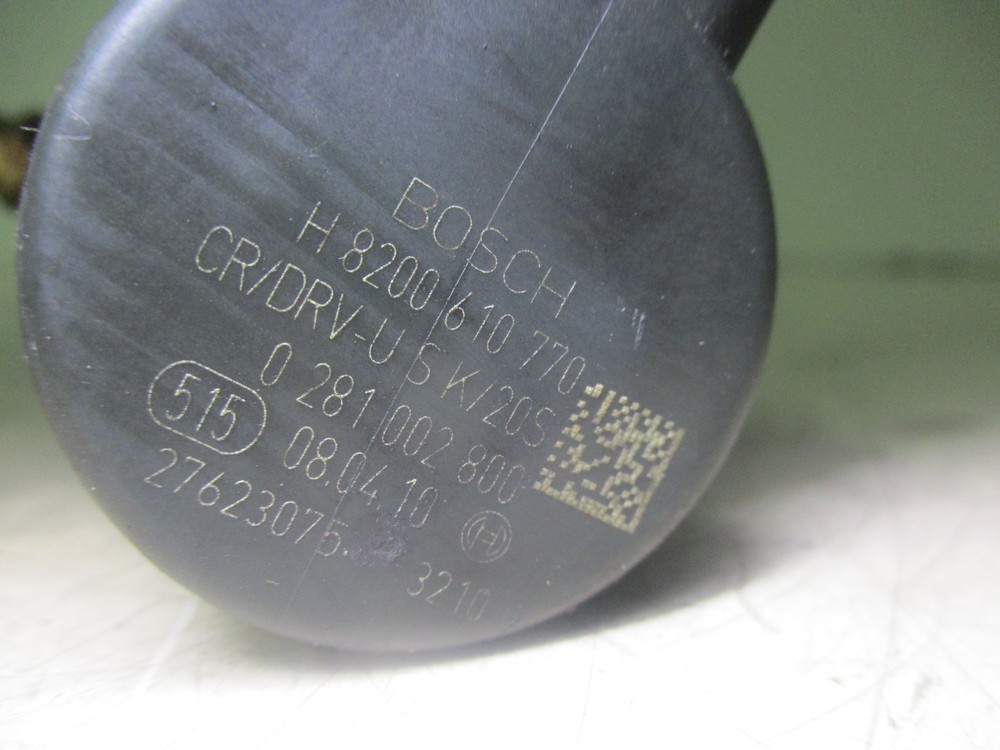 BOSCH
H 8200 610 770
CR/DRV-U S K/20S
0 281 002 800
515 08.04.10
27623075. 3210